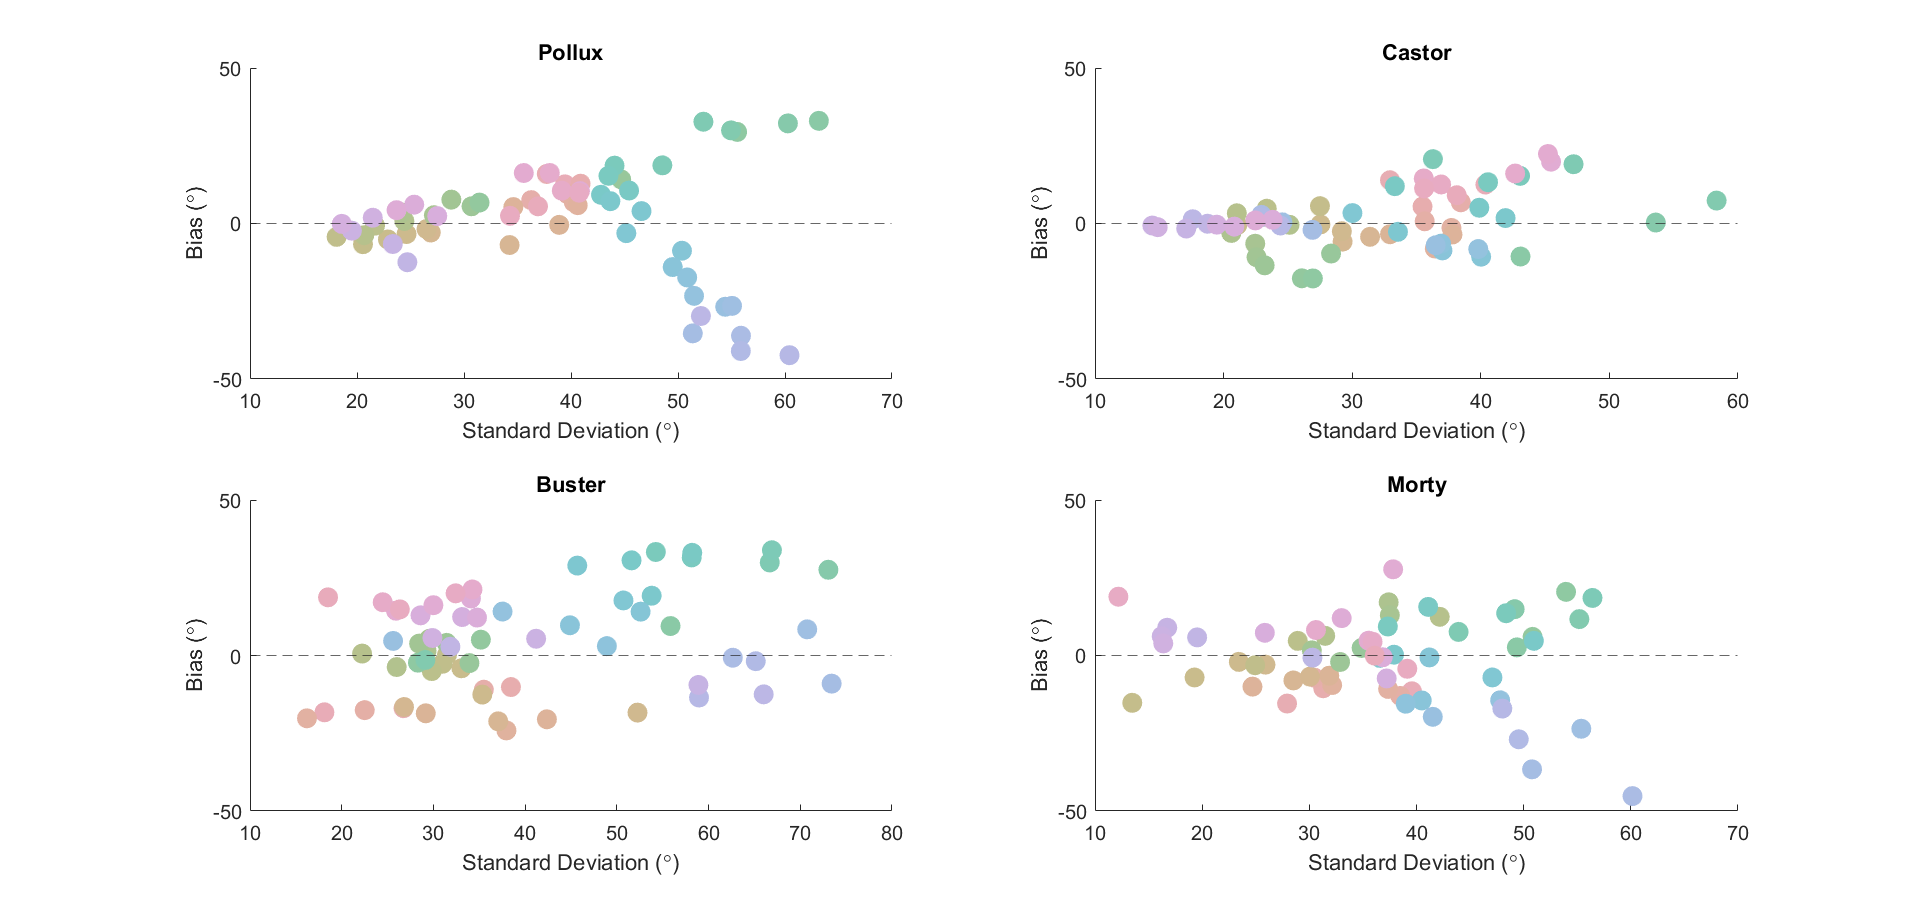 Pollux
50
0
-50
Bias (°)
10 20 30 40 50 60 70
Standard Deviation (°)
Castor
50
0
-50
Bias (°)
10 20 30 40 50 60
Standard Deviation (°)
Buster
50
0
-50
Bias (°)
10 20 30 40 50 60 70 80
Standard Deviation (°)
Morty
50
0
-50
Bias (°)
10 20 30 40 50 60 70
Standard Deviation (°)